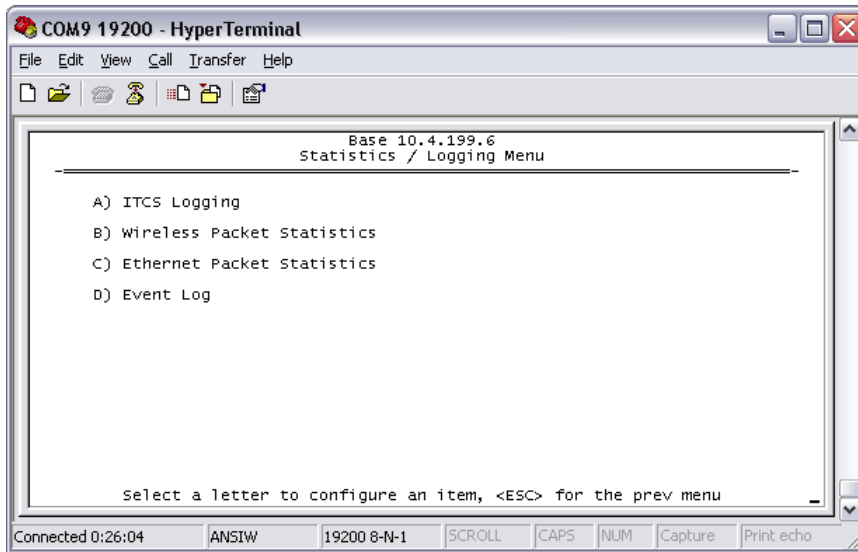 COM9 19200 - HyperTerminal
File Edit View Call Transfer Help
Base 10.4.199.6
Statistics / Logging Menu
A) ITCS Logging
B) Wireless Packet Statistics
C) Ethernet Packet Statistics
D) Event Log
Select a letter to configure an item, <ESC> for the prev menu
Connected 0:26:04 ANSIW 19200 8-N-1 SCROLL CAPS NUM Capture Print echo